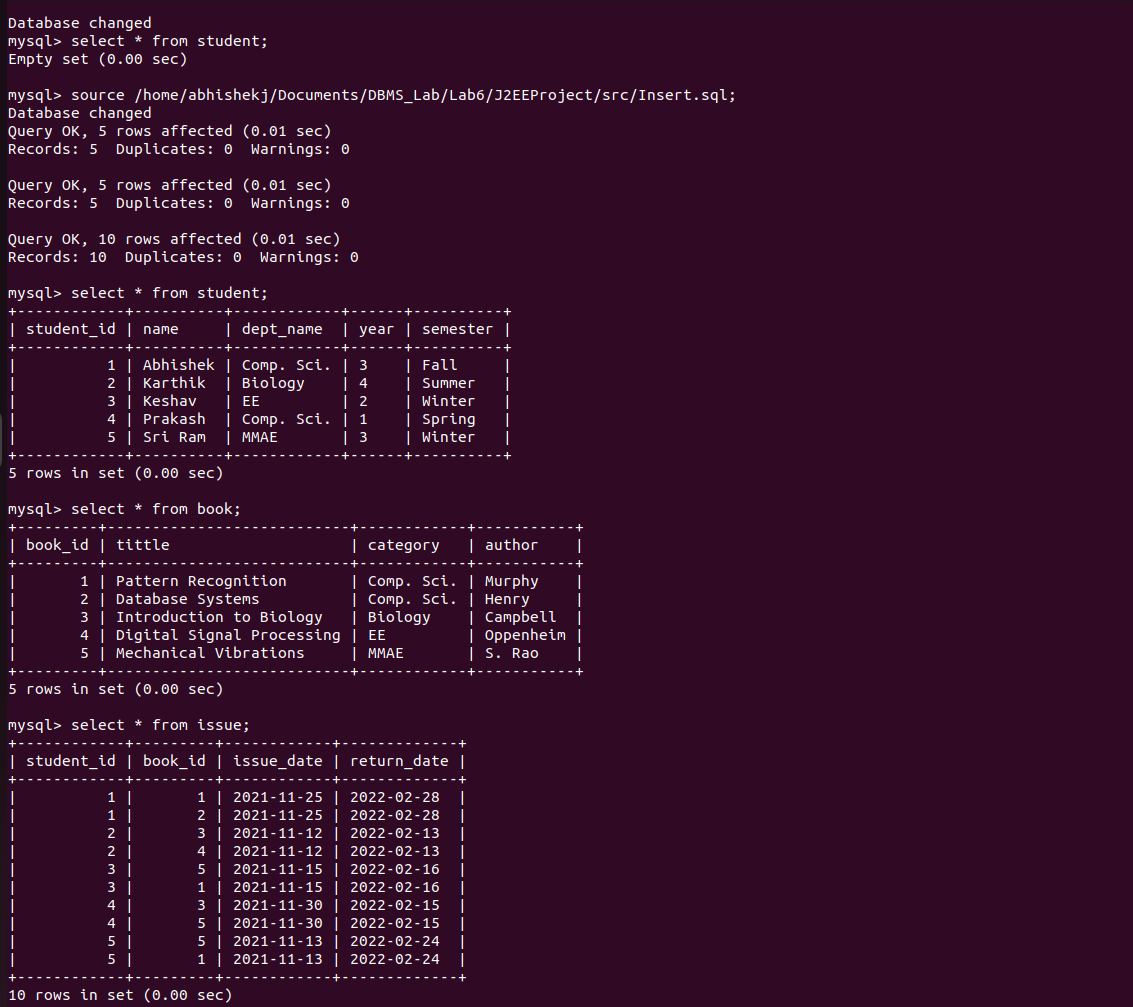 Database changed
mysql> select * from student;
Empty set (0.00 sec)

mysql> source /home/abhishekj/Documents/DBMS_Lab/Lab6/J2EEProject/src/Insert.sql;
Database changed
Query OK, 5 rows affected (0.01 sec)
Records: 5  Duplicates: 0  Warnings: 0

Query OK, 5 rows affected (0.01 sec)
Records: 5  Duplicates: 0  Warnings: 0

Query OK, 10 rows affected (0.01 sec)
Records: 10  Duplicates: 0  Warnings: 0

mysql> select * from student;
+------------+----------+------------+------+----------+
| student_id | name     | dept_name  | year | semester |
+------------+----------+------------+------+----------+
|          1 | Abhishek | Comp. Sci. | 3    | Fall     |
|          2 | Karthik  | Biology    | 4    | Summer   |
|          3 | Keshav   | EE         | 2    | Winter   |
|          4 | Prakash  | Comp. Sci. | 1    | Spring   |
|          5 | Sri Ram  | MMAE       | 3    | Winter   |
+------------+----------+------------+------+----------+
5 rows in set (0.00 sec)

mysql> select * from book;
+---------+---------------------------+------------+-----------+
| book_id | tittle                    | category   | author    |
+---------+---------------------------+------------+-----------+
|       1 | Pattern Recognition       | Comp. Sci. | Murphy    |
|       2 | Database Systems          | Comp. Sci. | Henry     |
|       3 | Introduction to Biology   | Biology    | Campbell  |
|       4 | Digital Signal Processing | EE         | Oppenheim |
|       5 | Mechanical Vibrations     | MMAE       | S. Rao    |
+---------+---------------------------+------------+-----------+
5 rows in set (0.00 sec)

mysql> select * from issue;
+------------+---------+------------+-------------+
| student_id | book_id | issue_date | return_date |
+------------+---------+------------+-------------+
|          1 |       1 | 2021-11-25 | 2022-02-28  |
|          1 |       2 | 2021-11-25 | 2022-02-28  |
|          2 |       3 | 2021-11-12 | 2022-02-13  |
|          2 |       4 | 2021-11-12 | 2022-02-13  |
|          3 |       5 | 2021-11-15 | 2022-02-16  |
|          3 |       1 | 2021-11-15 | 2022-02-16  |
|          4 |       3 | 2021-11-30 | 2022-02-15  |
|          4 |       5 | 2021-11-30 | 2022-02-15  |
|          5 |       5 | 2021-11-13 | 2022-02-24  |
|          5 |       1 | 2021-11-13 | 2022-02-24  |
+------------+---------+------------+-------------+
10 rows in set (0.00 sec)